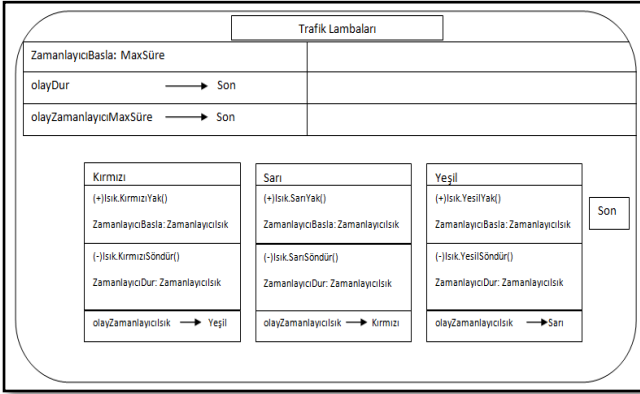 Trafik Lambaları
ZamanlayıcıBasla: MaxSüre
olayDur → Son
olayZamanlayıcıMaxSüre → Son
Kırmızı
(+)Isık.KırmızıYak()
ZamanlayıcıBasla: ZamanlayıcıIsık
(-)Isık.KırmızıSöndür()
ZamanlayıcıDur: ZamanlayıcıIsık
olayZamanlayıcıIsık → Yeşil
Sarı
(+)Isık.SarıYak()
ZamanlayıcıBasla: ZamanlayıcıIsık
(-)Isık.SarıSöndür()
ZamanlayıcıDur: ZamanlayıcıIsık
olayZamanlayıcıIsık → Kırmızı
Yeşil
(+)Isık.YesilYak()
ZamanlayıcıBasla: ZamanlayıcıIsık
(-)Isık.YesilSöndür()
ZamanlayıcıDur: ZamanlayıcıIsık
olayZamanlayıcıIsık → Sarı
Son